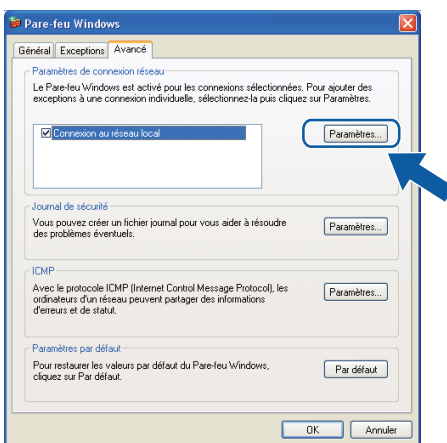 Pare-feu Windows
Général Exceptions Avancé
Paramètres de connexion réseau
Le Pare-feu Windows est activé pour les connexions sélectionnées. Pour ajouter des
exceptions à une connexion individuelle, sélectionnez-la puis cliquez sur Paramètres.
Connexion au réseau local
Paramètres...
Journal de sécurité
Vous pouvez créer un fichier journal pour vous aider à résoudre
des problèmes éventuels.
Paramètres...
ICMP
Avec le protocole ICMP (Internet Control Message Protocol), les
ordinateurs d'un réseau peuvent partager des informations
d'erreurs et de statut.
Paramètres...
Paramètres par défaut
Pour restaurer les valeurs par défaut du Pare-feu Windows,
cliquez sur Par défaut.
Par défaut
OK Annuler